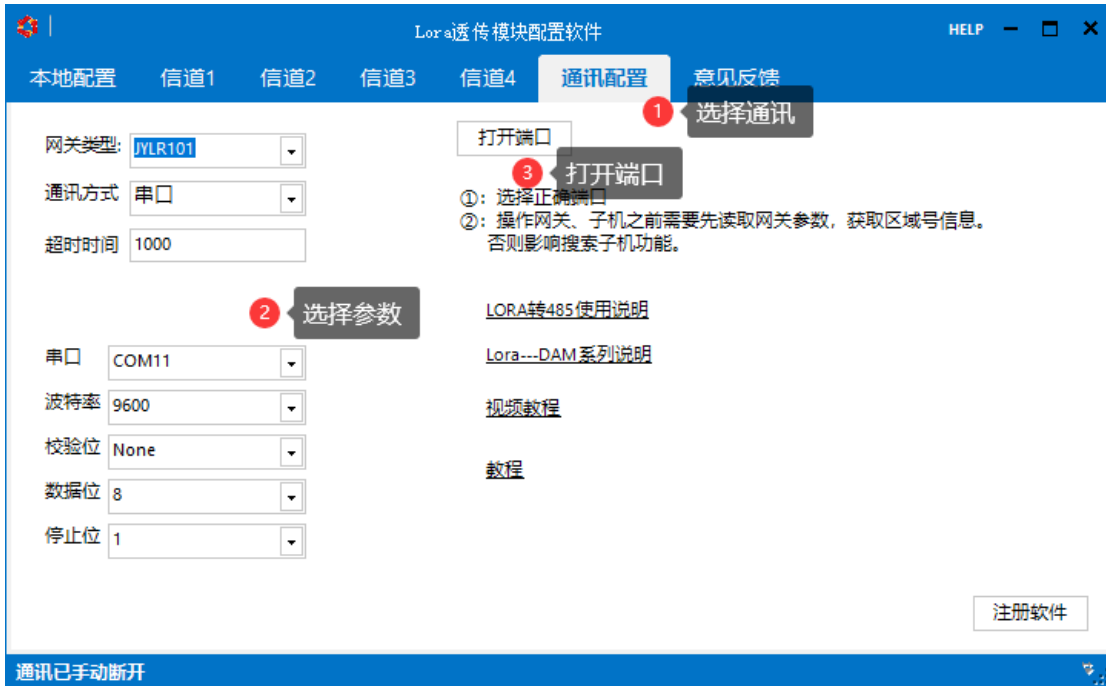 Lora透传模块配置软件
HELP
本地配置 信道1 信道2 信道3 信道4 通讯配置 意见反馈
1 选择通讯
网关类型: JYLR101
打开端口
3 打开端口
通讯方式 串口
①：选择正确端口
②：操作网关、子机之前需要先读取网关参数，获取区域号信息。
否则影响搜索子机功能。
超时时间 1000
2 选择参数
LORA转485使用说明
串口 COM11
Lora---DAM系列说明
波特率 9600
视频教程
校验位 None
教程
数据位 8
停止位 1
注册软件
通讯已手动断开